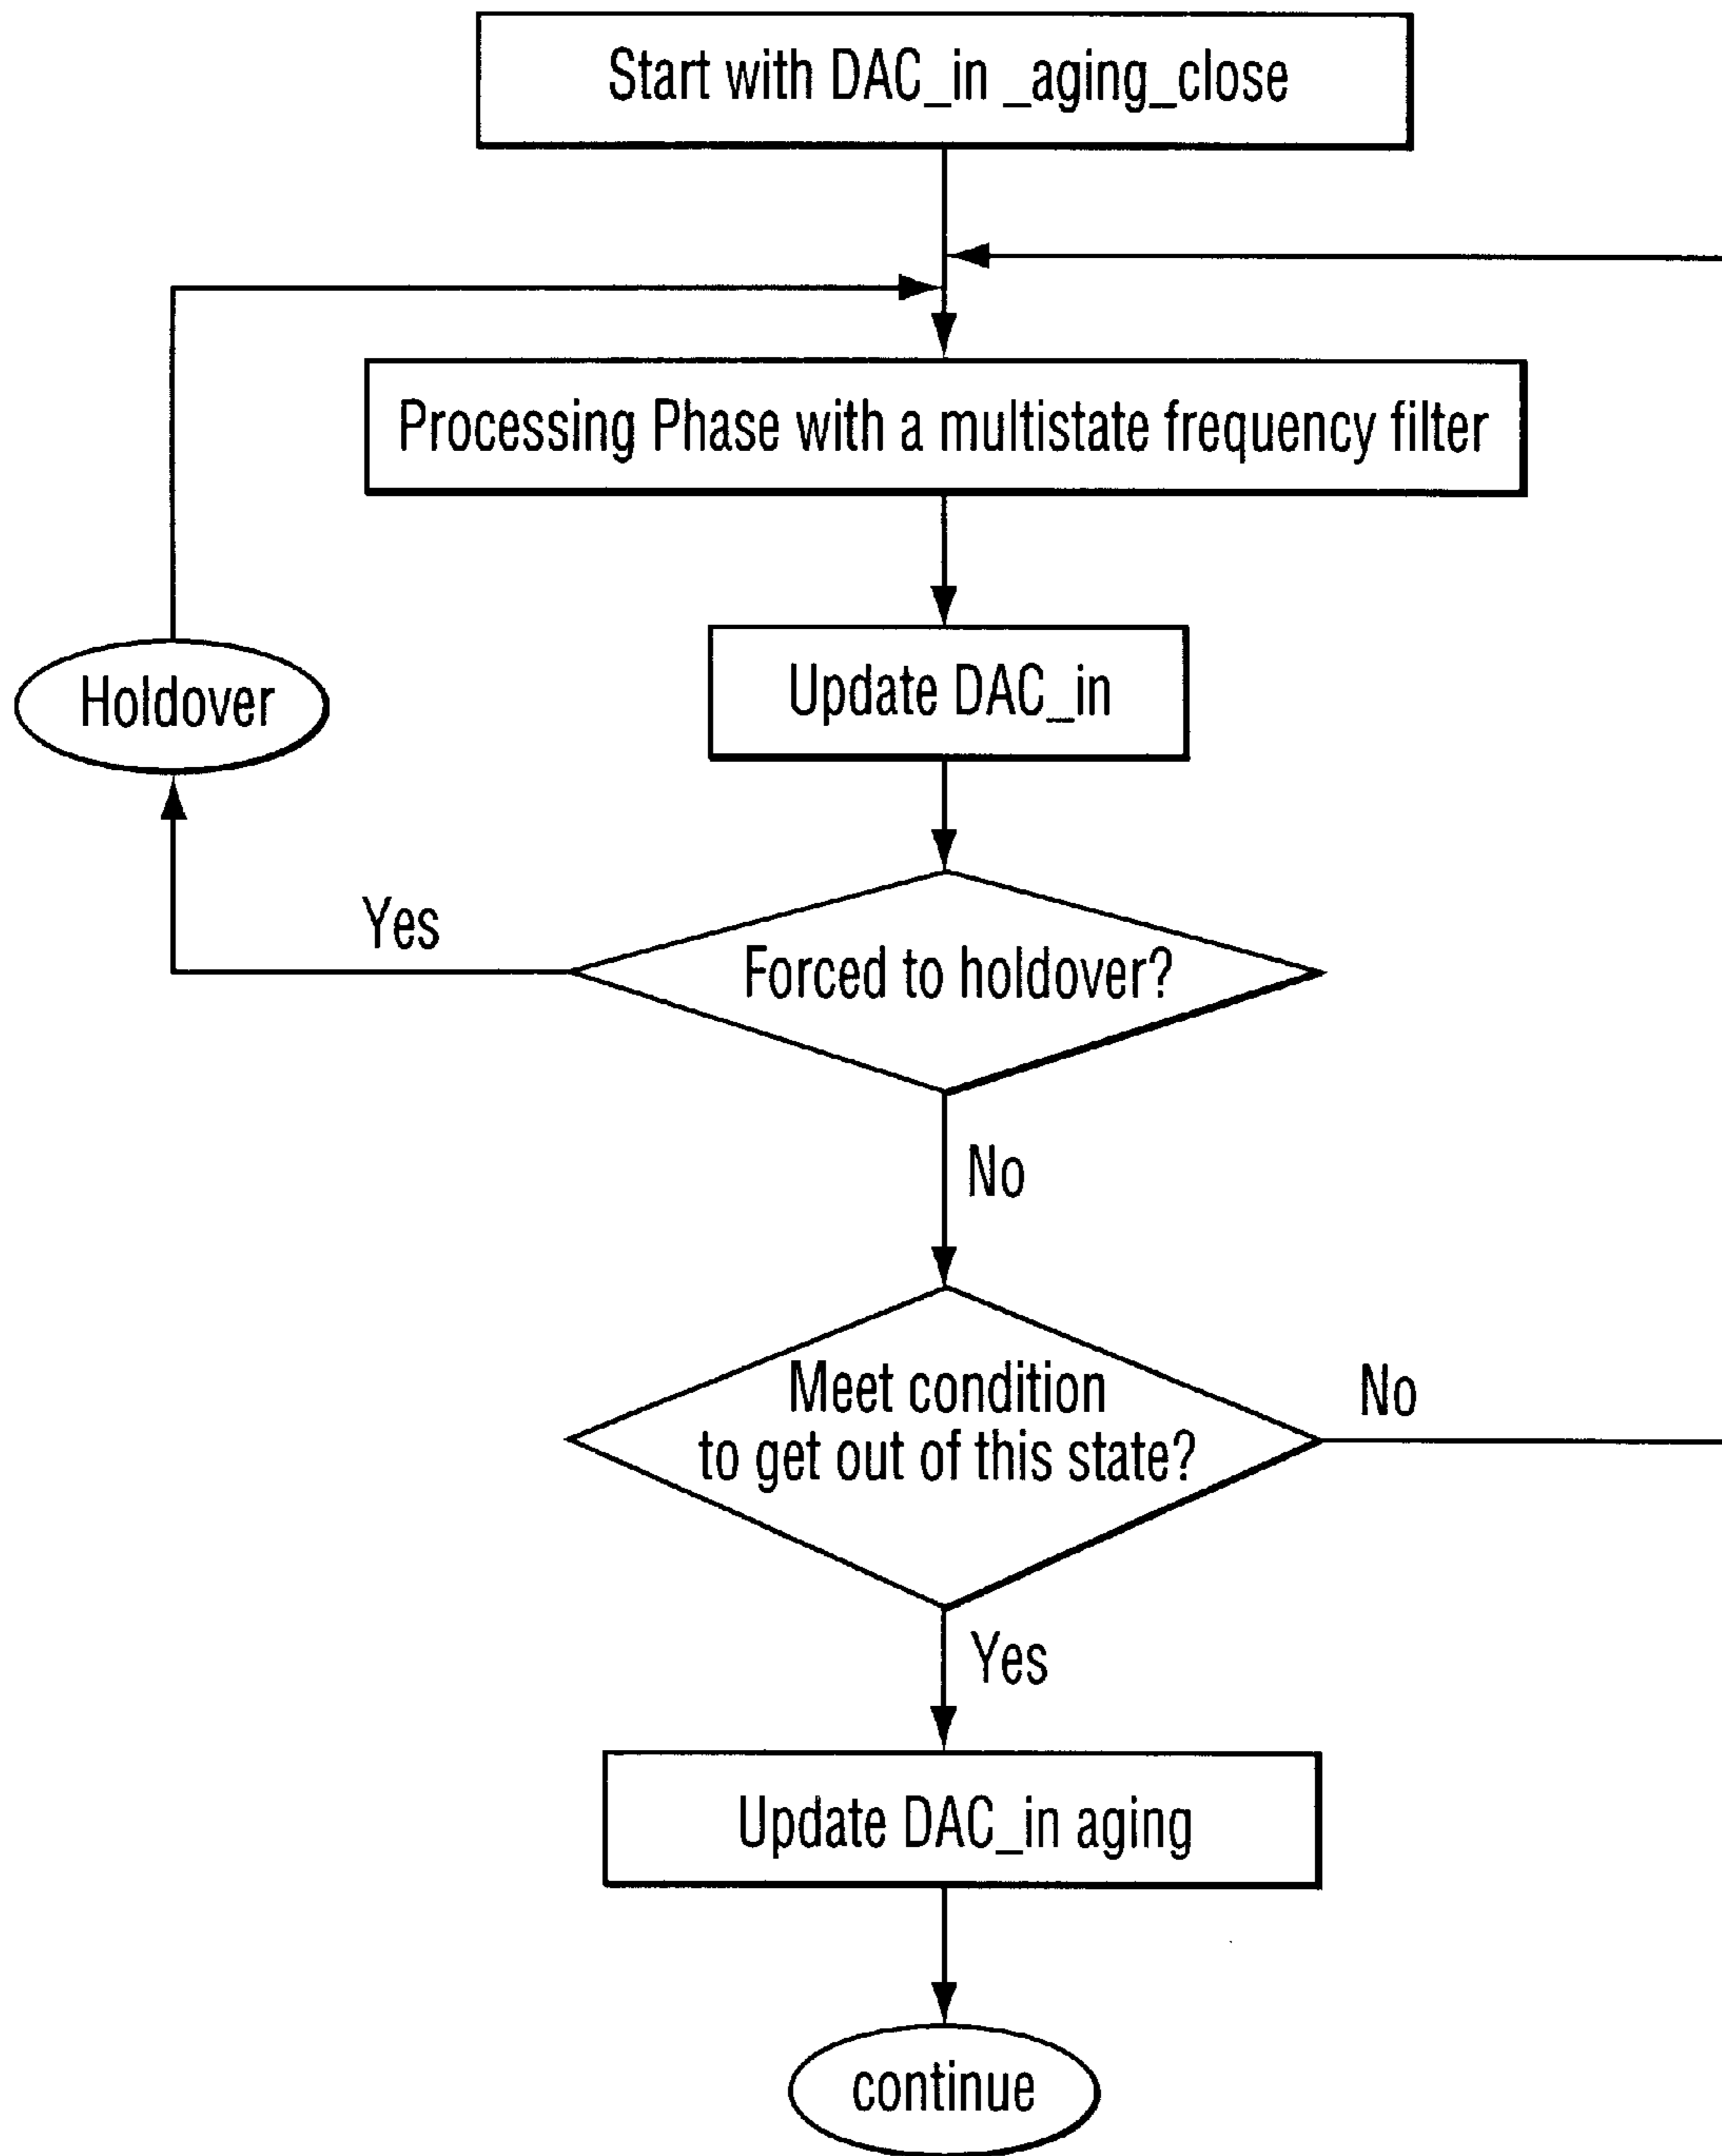 Start with DAC_in _aging_close
Processing Phase with a multistate frequency filter
Update DAC_in
Holdover
Yes
Forced to holdover?
No
Meet condition
to get out of this state?
No
Yes
Update DAC_in aging
continue